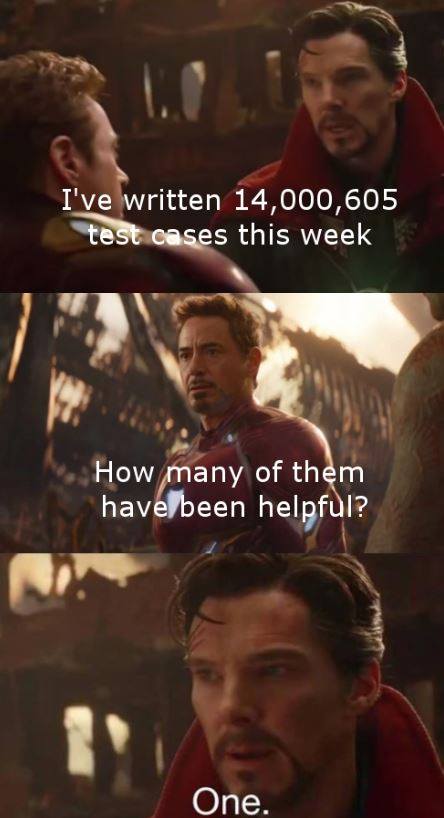 I've written 14,000,605
test cases this week
How many of them
have been helpful?
One.